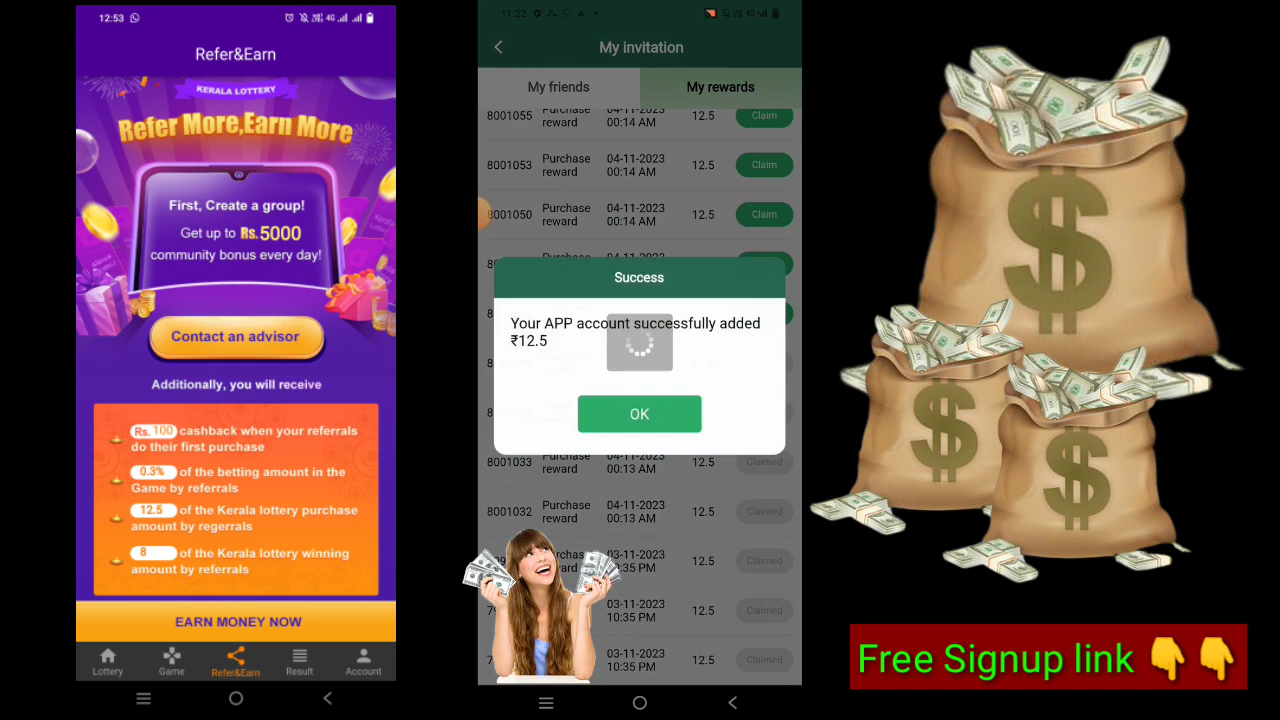 12:53
4G
Refer&Earn
KERALA LOTTERY
Refer More,Earn More
First, Create a group!
Get up to Rs.5000
community bonus every day!
Contact an advisor
Additionally, you will receive
Rs. 100 cashback when your referrals
do their first purchase
0.3% of the betting amount in the
Game by referrals
12.5 of the Kerala lottery purchase
amount by regerrals
8 of the Kerala lottery winning
amount by referrals
EARN MONEY NOW
Lottery Game Refer&Earn Result Account
11:22
4G
My invitation
My friends My rewards
8001055 Purchase reward 04-11-2023 00:14 AM 12.5 Claim
8001053 Purchase reward 04-11-2023 00:14 AM 12.5 Claim
8001050 Purchase reward 04-11-2023 00:14 AM 12.5 Claim
Success
Your APP account successfully added
₹12.5
OK
8001033 Purchase reward 04-11-2023 00:13 AM 12.5 Claimed
8001032 Purchase reward 04-11-2023 00:13 AM 12.5 Claimed
03-11-2023 12.5 Claimed
03-11-2023 10:35 PM 12.5 Claimed
03-11-2023 10:35 PM 12.5 Claimed
$
$
$
Free Signup link 👇👇